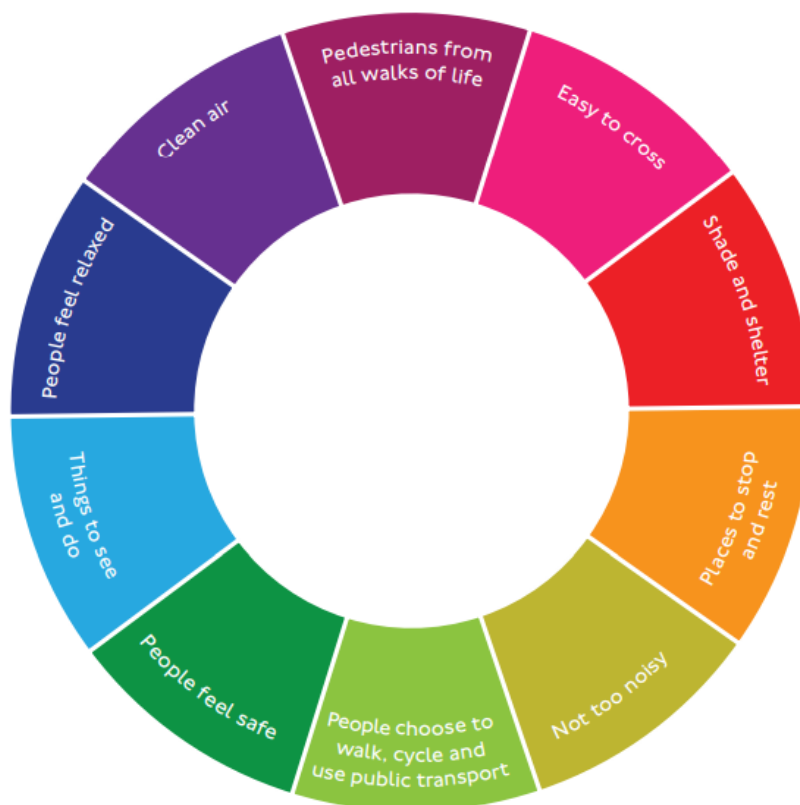 Pedestrians from
all walks of life
Easy to cross
Shade and shelter
Places to stop
and rest
Not too noisy
People choose to
walk, cycle and
use public transport
People feel safe
Things to see
and do
People feel relaxed
Clean air